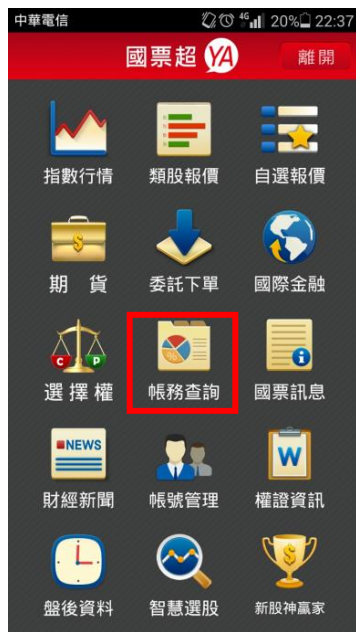 中華電信 4G 20% 22:37
國票超 YA 離開
指數行情 類股報價 自選報價
$
期 貨 委託下單 國際金融
C P %
選擇權 帳務查詢 國票訊息
NEWS W
財經新聞 帳號管理 權證資訊
$
盤後資料 智慧選股 新股神贏家